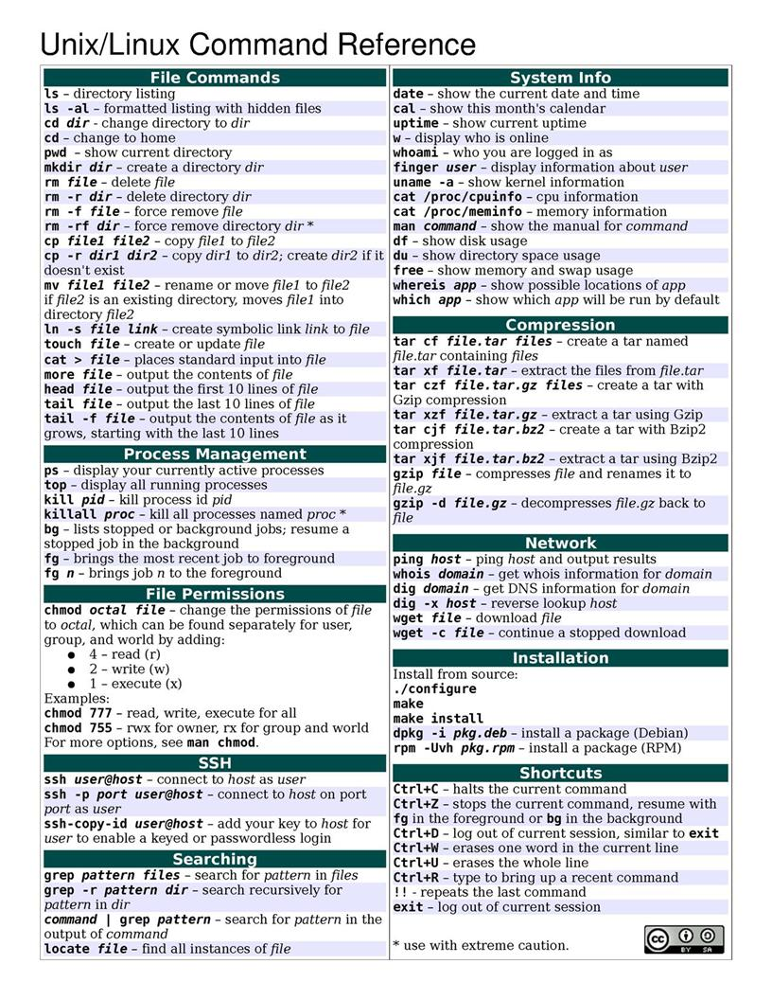 Unix/Linux Command Reference
File Commands
ls – directory listing
ls -al – formatted listing with hidden files
cd dir - change directory to dir
cd – change to home
pwd – show current directory
mkdir dir – create a directory dir
rm file – delete file
rm -r dir – delete directory dir
rm -f file – force remove file
rm -rf dir – force remove directory dir *
cp file1 file2 – copy file1 to file2
cp -r dir1 dir2 – copy dir1 to dir2; create dir2 if it
doesn't exist
mv file1 file2 – rename or move file1 to file2
if file2 is an existing directory, moves file1 into
directory file2
ln -s file link – create symbolic link link to file
touch file – create or update file
cat > file – places standard input into file
more file – output the contents of file
head file – output the first 10 lines of file
tail file – output the last 10 lines of file
tail -f file – output the contents of file as it
grows, starting with the last 10 lines
Process Management
ps – display your currently active processes
top – display all running processes
kill pid – kill process id pid
killall proc – kill all processes named proc *
bg – lists stopped or background jobs; resume a
stopped job in the background
fg – brings the most recent job to foreground
fg n – brings job n to the foreground
File Permissions
chmod octal file – change the permissions of file
to octal, which can be found separately for user,
group, and world by adding:
● 4 – read (r)
● 2 – write (w)
● 1 – execute (x)
Examples:
chmod 777 – read, write, execute for all
chmod 755 – rwx for owner, rx for group and world
For more options, see man chmod.
SSH
ssh user@host – connect to host as user
ssh -p port user@host – connect to host on port
port as user
ssh-copy-id user@host – add your key to host for
user to enable a keyed or passwordless login
Searching
grep pattern files – search for pattern in files
grep -r pattern dir – search recursively for
pattern in dir
command | grep pattern – search for pattern in the
output of command
locate file – find all instances of file
System Info
date – show the current date and time
cal – show this month's calendar
uptime – show current uptime
w – display who is online
whoami – who you are logged in as
finger user – display information about user
uname -a – show kernel information
cat /proc/cpuinfo – cpu information
cat /proc/meminfo – memory information
man command – show the manual for command
df – show disk usage
du – show directory space usage
free – show memory and swap usage
whereis app – show possible locations of app
which app – show which app will be run by default
Compression
tar cf file.tar files – create a tar named
file.tar containing files
tar xf file.tar – extract the files from file.tar
tar czf file.tar.gz files – create a tar with
Gzip compression
tar xzf file.tar.gz – extract a tar using Gzip
tar cjf file.tar.bz2 – create a tar with Bzip2
compression
tar xjf file.tar.bz2 – extract a tar using Bzip2
gzip file – compresses file and renames it to
file.gz
gzip -d file.gz – decompresses file.gz back to
file
Network
ping host – ping host and output results
whois domain – get whois information for domain
dig domain – get DNS information for domain
dig -x host – reverse lookup host
wget file – download file
wget -c file – continue a stopped download
Installation
Install from source:
./configure
make
make install
dpkg -i pkg.deb – install a package (Debian)
rpm -Uvh pkg.rpm – install a package (RPM)
Shortcuts
Ctrl+C – halts the current command
Ctrl+Z – stops the current command, resume with
fg in the foreground or bg in the background
Ctrl+D – log out of current session, similar to exit
Ctrl+W – erases one word in the current line
Ctrl+U – erases the whole line
Ctrl+R – type to bring up a recent command
!! - repeats the last command
exit – log out of current session
* use with extreme caution.
cc BY SA